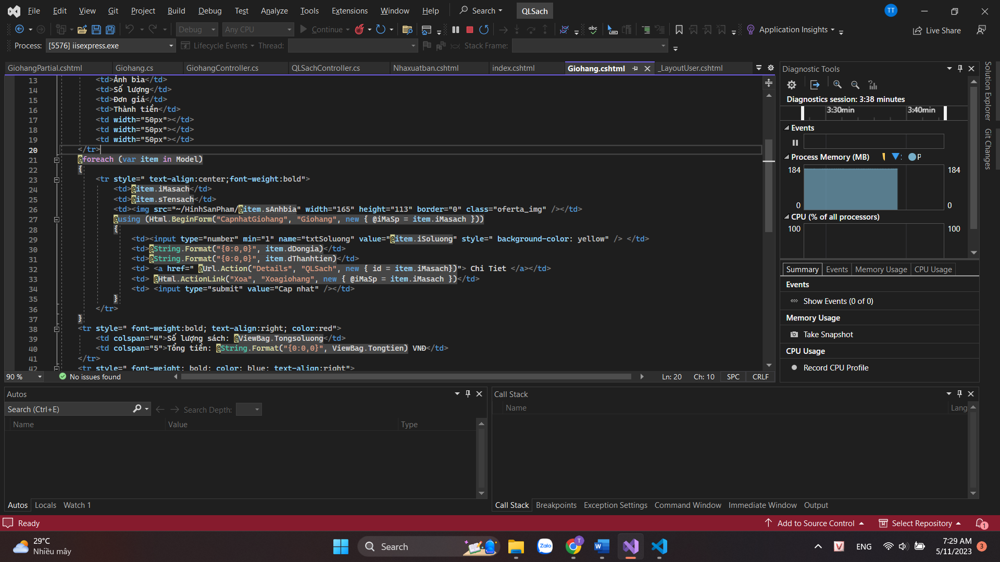 File Edit View Git Project Build Debug Test Analyze Tools Extensions Window Help Search QLSach TT
Debug Any CPU Continue Application Insights Live Share
Process: [5576] iisexpress.exe Lifecycle Events Thread: Stack Frame:
GiohangPartial.cshtml Giohang.cs GiohangController.cs QLSachController.cs Nhaxuatban.cshtml index.cshtml Giohang.cshtml _LayoutUser.cshtml
13 <td>Ảnh bìa</td>
14 <td>Số lượng</td>
15 <td>Đơn giá</td>
16 <td>Thành tiền</td>
17 <td width="50px"></td>
18 <td width="50px"></td>
19 <td width="50px"></td>
20 </tr>
21 @foreach (var item in Model)
22 {
23 <tr style=" text-align:center;font-weight:bold">
24 <td>@item.iMasach</td>
25 <td>@item.sTensach</td>
26 <td><img src="~/HinhSanPham/@item.sAnhbia" width="165" height="113" border="0" class="oferta_img" /></td>
27 @using (Html.BeginForm("CapnhatGiohang", "Giohang", new { @iMaSp = item.iMasach }))
28 {
29 <td><input type="number" min="1" name="txtSoluong" value="@item.iSoluong" style=" background-color: yellow" /> </td>
30 <td>@String.Format("{0:0,0}", item.dDongia)</td>
31 <td>@String.Format("{0:0,0}", item.dThanhtien)</td>
32 <td> <a href=" @Url.Action("Details", "QLSach", new { id = item.iMasach})"> Chi Tiet </a></td>
33 <td> @Html.ActionLink("Xoa", "Xoagiohang", new { @iMaSp = item.iMasach })</td>
34 <td> <input type="submit" value="Cap nhat" /></td>
35 }
36 </tr>
37 }
38 <tr style=" font-weight:bold; text-align:right; color:red">
39 <td colspan="4">Số lượng sách: @ViewBag.Tongsoluong</td>
40 <td colspan="5">Tổng tiền: @String.Format("{0:0,0}", ViewBag.Tongtien) VNĐ</td>
41 </tr>
42 <tr style=" font-weight: bold; color: blue; text-align:right">
90 % No issues found Ln: 20 Ch: 10 SPC CRLF
Diagnostic Tools
Diagnostics session: 3:38 minutes
3:30min 3:40min
Events
Process Memory (MB) P
184 184
0 0
CPU (% of all processors)
100 100
Summary Events Memory Usage CPU Usage
Events
Show Events (0 of 0)
Memory Usage
Take Snapshot
CPU Usage
Record CPU Profile
Solution Explorer
Git Changes
Autos
Search (Ctrl+E) Search Depth:
Name Value Type
Autos Locals Watch 1
Call Stack
Name Lang
Call Stack Breakpoints Exception Settings Command Window Immediate Window Output
Ready Add to Source Control Select Repository 1
29°C
Nhiều mây
Search
Zalo
T
W
V
ENG
7:29 AM
5/11/2023
3